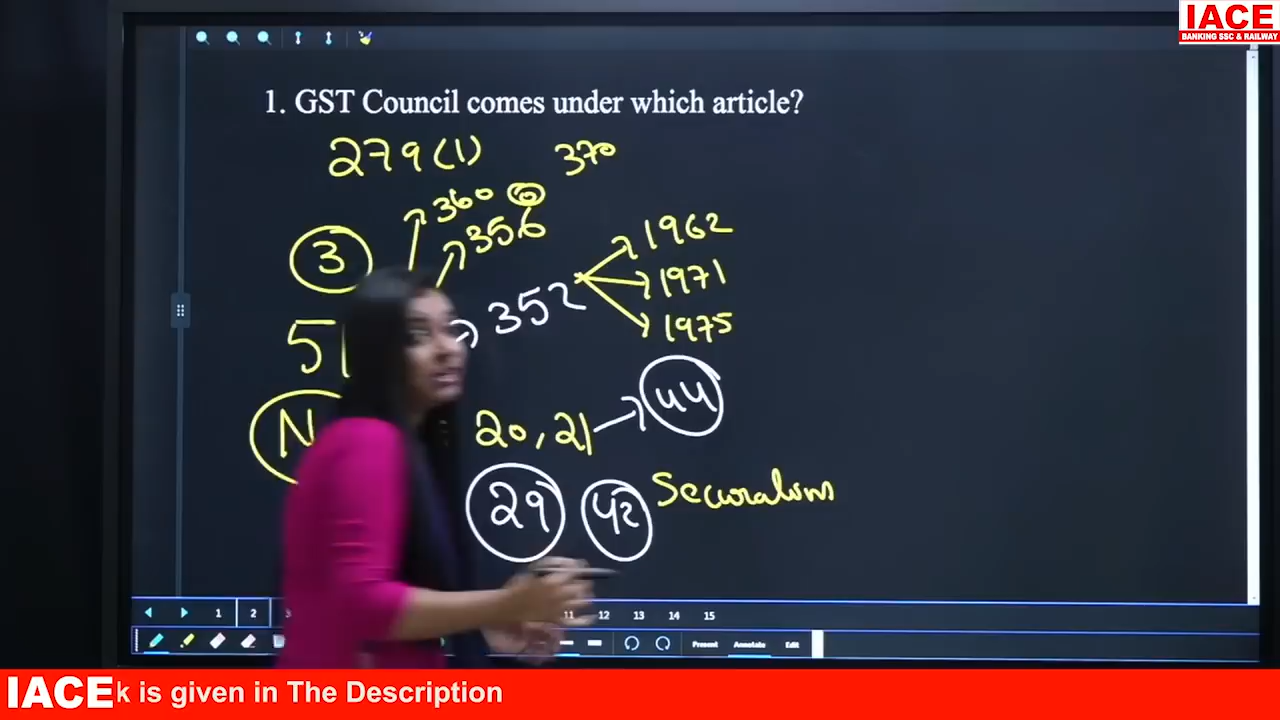 IACE
BANKING SSC & RAILWAY
1. GST Council comes under which article?
279(1)
370
360
356
3
352
1962
1971
1975
51
N
20, 21
44
29
42
Securalism
1
2
11
12
13
14
15
Present
Annotate
Edit
IACE
k is given in The Description